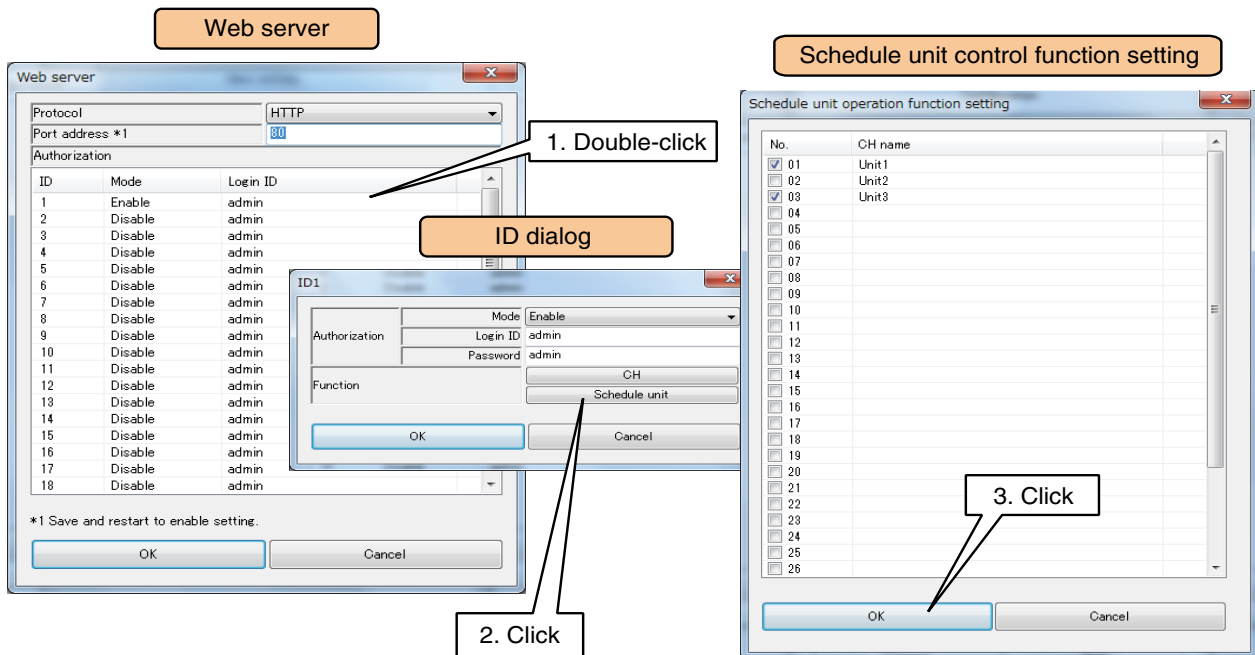 Web server
Web server
Protocol HTTP
Port address *1 80
Authorization
ID Mode Login ID
1 Enable admin
2 Disable admin
3 Disable admin
4 Disable admin
5 Disable admin
6 Disable admin
7 Disable admin
8 Disable admin
9 Disable admin
10 Disable admin
11 Disable admin
12 Disable admin
13 Disable admin
14 Disable admin
15 Disable admin
16 Disable admin
17 Disable admin
18 Disable admin
*1 Save and restart to enable setting.
OK Cancel
1. Double-click
ID dialog
ID1
Authorization
Mode Enable
Login ID admin
Password admin
Function
CH
Schedule unit
OK Cancel
2. Click
Schedule unit control function setting
Schedule unit operation function setting
No. CH name
01 Unit1
02 Unit2
03 Unit3
04
05
06
07
08
09
10
11
12
13
14
15
16
17
18
19
20
21
22
23
24
25
26
3. Click
OK Cancel